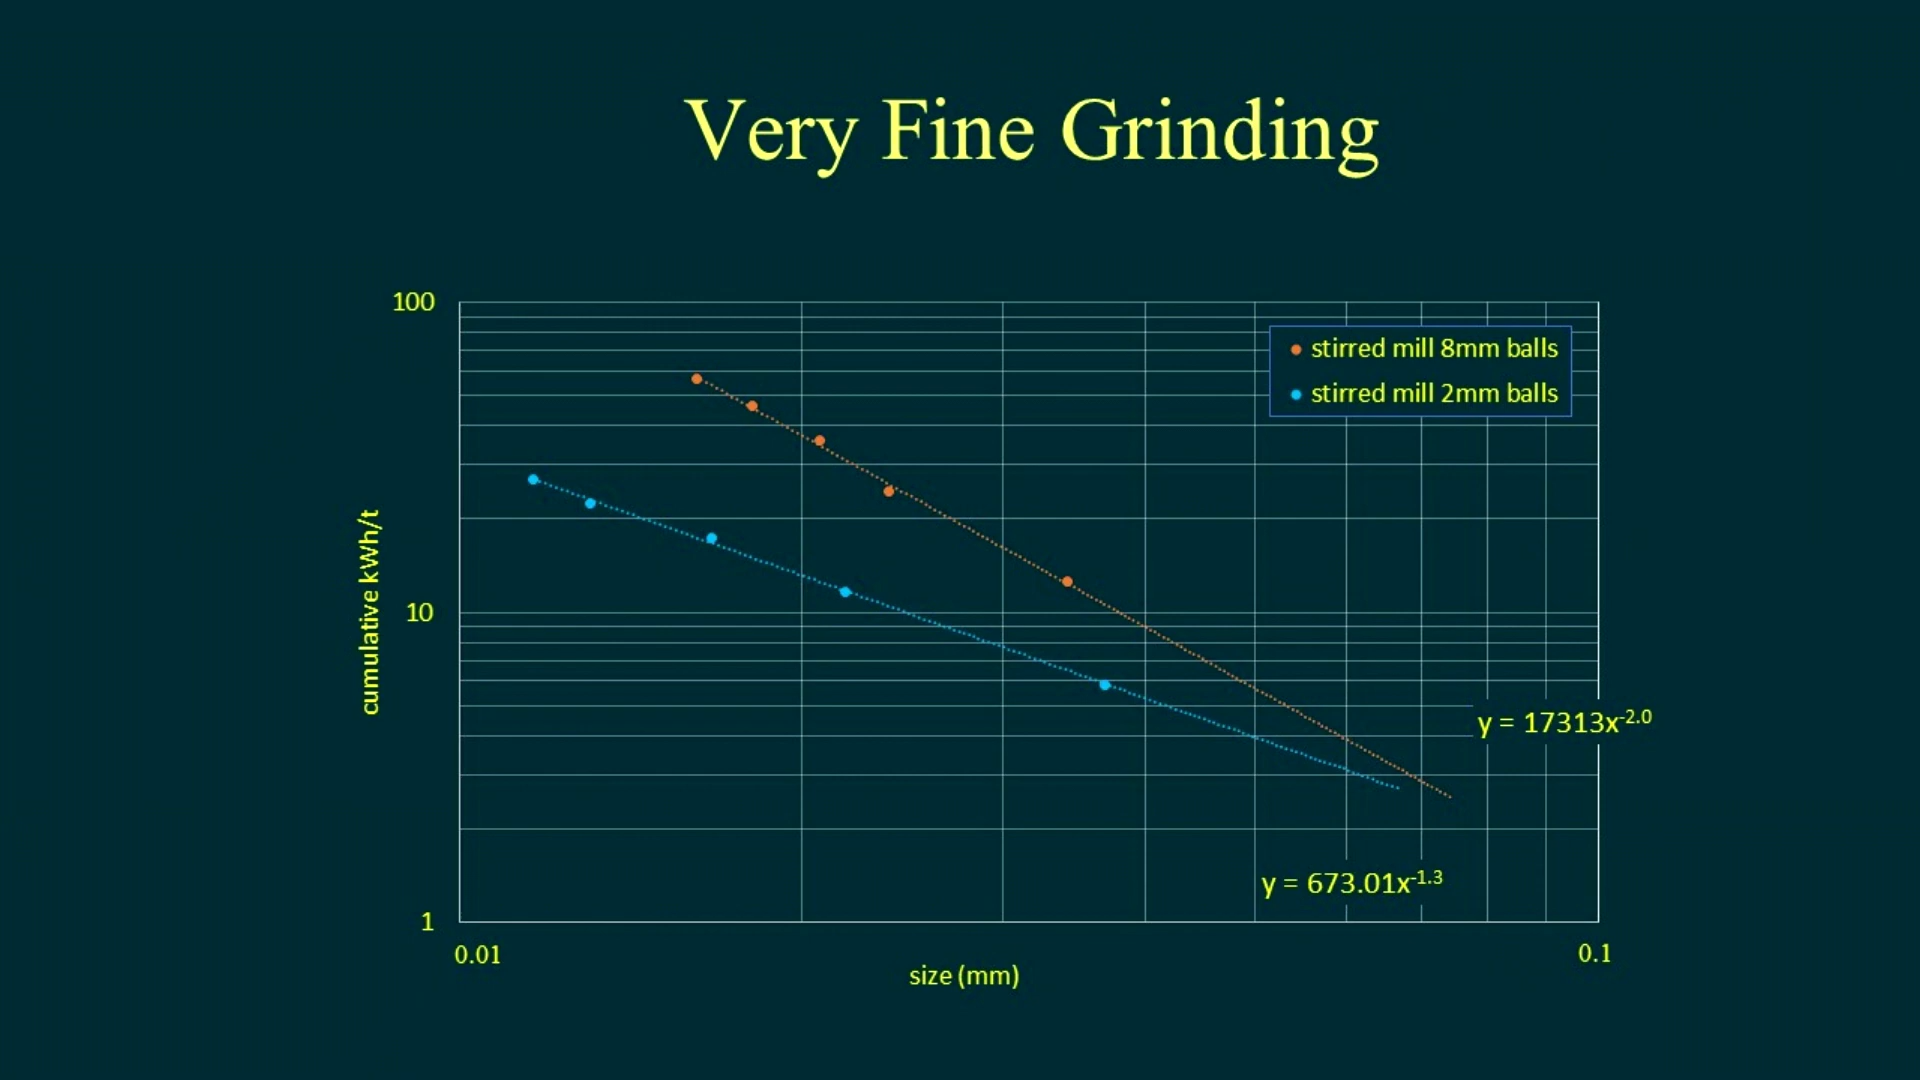 Very Fine Grinding
100
stirred mill 8mm balls
stirred mill 2mm balls
cumulative kWh/t
10
y = 17313x^-2.0
y = 673.01x^-1.3
1
0.01
0.1
size (mm)